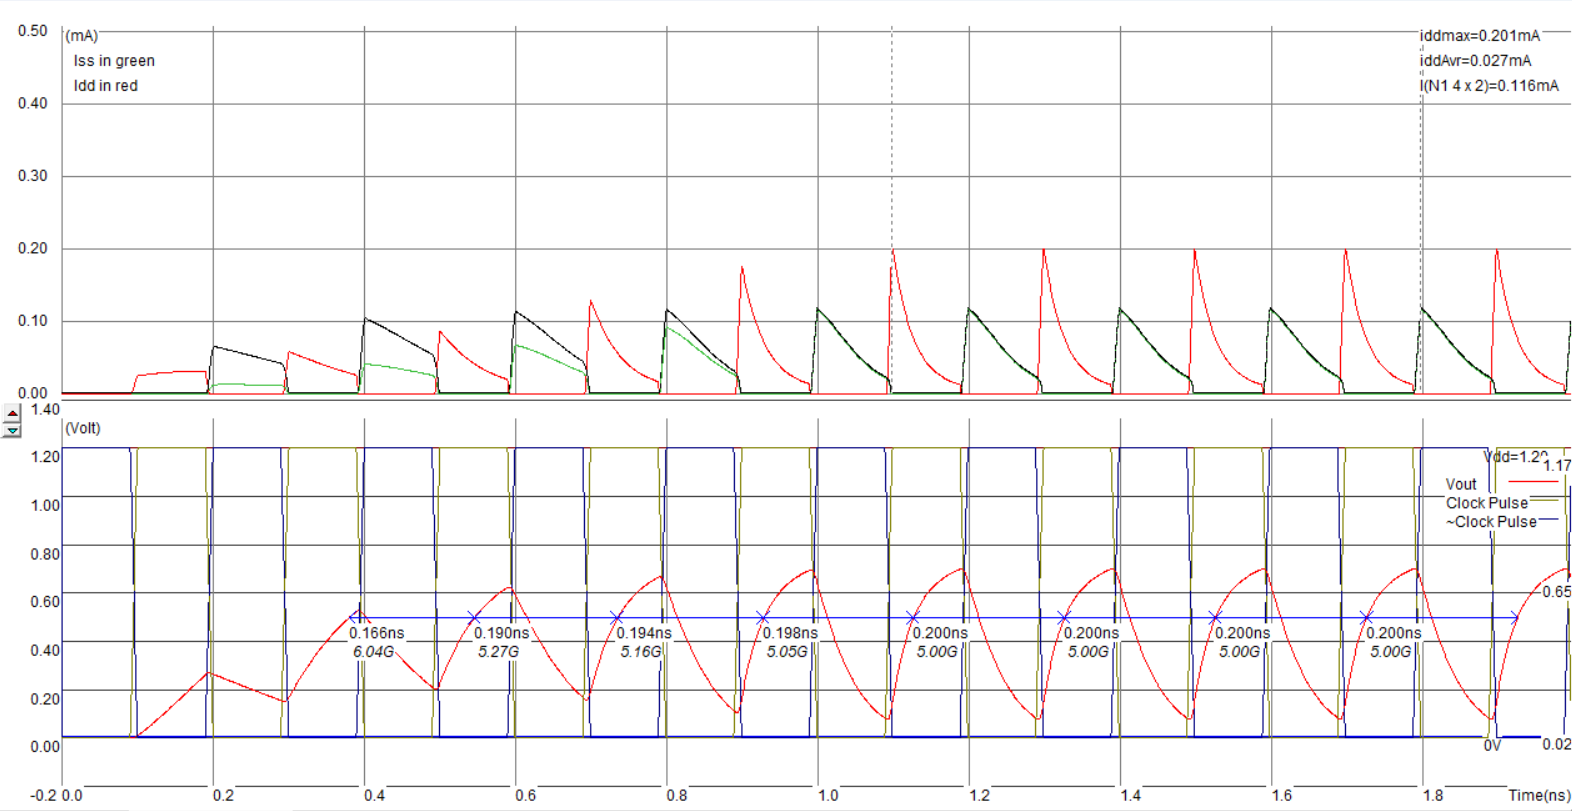 0.50
(mA)
iddmax=0.201mA
Iss in green
iddAvr=0.027mA
Idd in red
I(N1 4 x 2)=0.116mA
0.40
0.30
0.20
0.10
0.00
1.40
(Volt)
1.20
Vdd=1.20
1.17
Vout
1.00
Clock Pulse
~Clock Pulse
0.80
0.60
0.65
0.166ns 0.190ns 0.194ns 0.198ns 0.200ns 0.200ns 0.200ns 0.200ns
6.04G 5.27G 5.16G 5.05G 5.00G 5.00G 5.00G 5.00G
0.40
0.20
0.00
0V
0.02
-0.2 0.0 0.2 0.4 0.6 0.8 1.0 1.2 1.4 1.6 1.8 Time(ns)